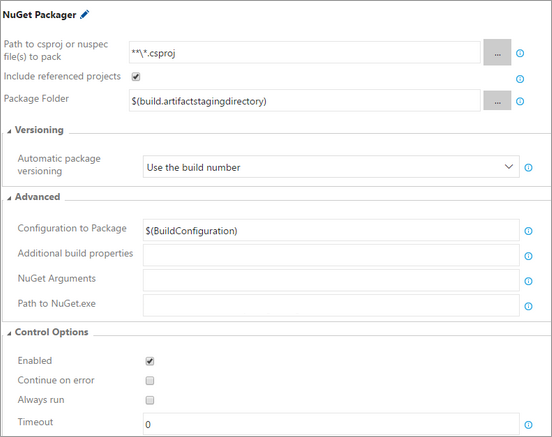 NuGet Packager
Path to csproj or nuspec
file(s) to pack
**\*.csproj
...
Include referenced projects
Package Folder
$(build.artifactstagingdirectory)
...
Versioning
Automatic package
versioning
Use the build number
Advanced
Configuration to Package
$(BuildConfiguration)
Additional build properties
NuGet Arguments
Path to NuGet.exe
Control Options
Enabled
Continue on error
Always run
Timeout
0